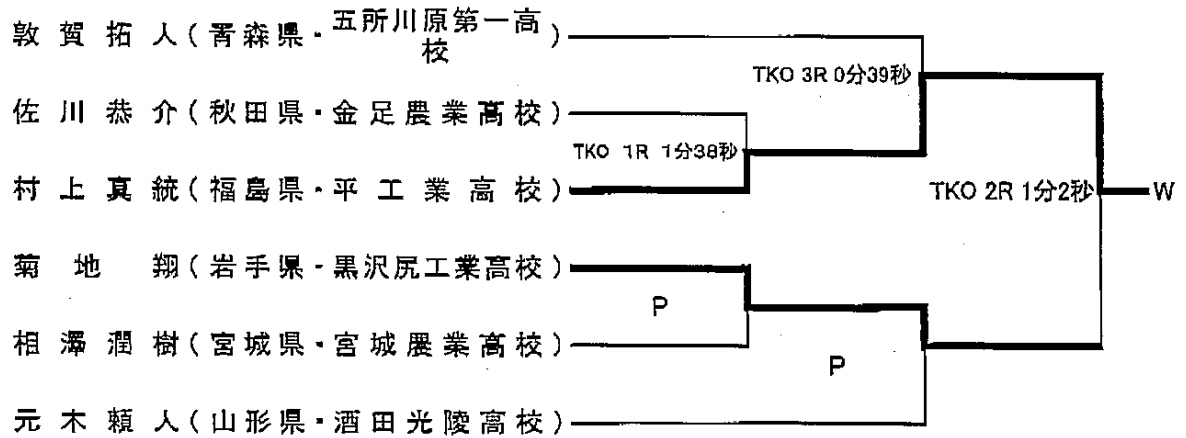 敦賀拓人(青森県・五所川原第一高校)
TKO 3R 0分39秒
佐川恭介(秋田県・金足農業高校)
TKO 1R 1分38秒
村上真統(福島県・平工業高校)
TKO 2R 1分2秒
W
菊地翔(岩手県・黒沢尻工業高校)
P
相澤潤樹(宮城県・宮城農業高校)
P
元木頼人(山形県・酒田光陵高校)